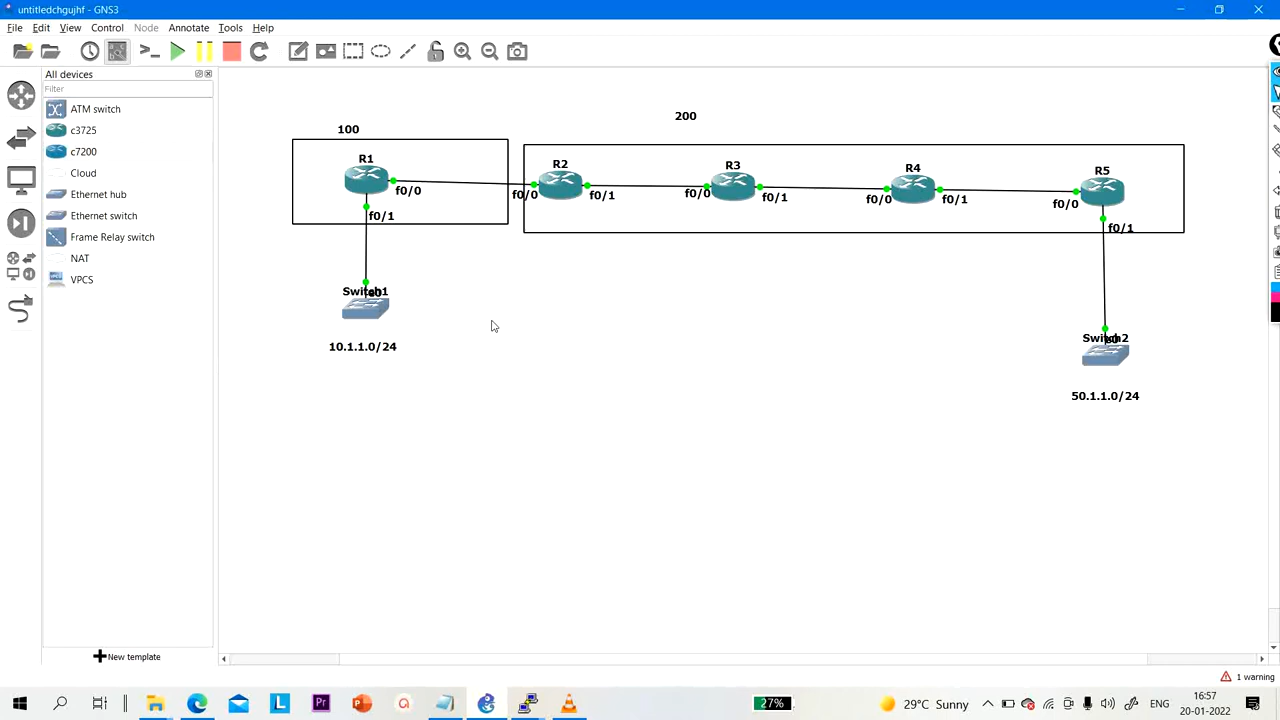 untitledchgujhf - GNS3
File Edit View Control Node Annotate Tools Help
All devices
Filter
ATM switch
c3725
c7200
Cloud
Ethernet hub
Ethernet switch
Frame Relay switch
NAT
VPCS
New template
100
200
R1
R2
R3
R4
R5
f0/0
f0/0
f0/1
f0/0
f0/1
f0/0
f0/1
f0/0
f0/1
f0/1
Switch1
10.1.1.0/24
Switch2
50.1.1.0/24
1 warning
27%
29°C Sunny
ENG
16:57
20-01-2022